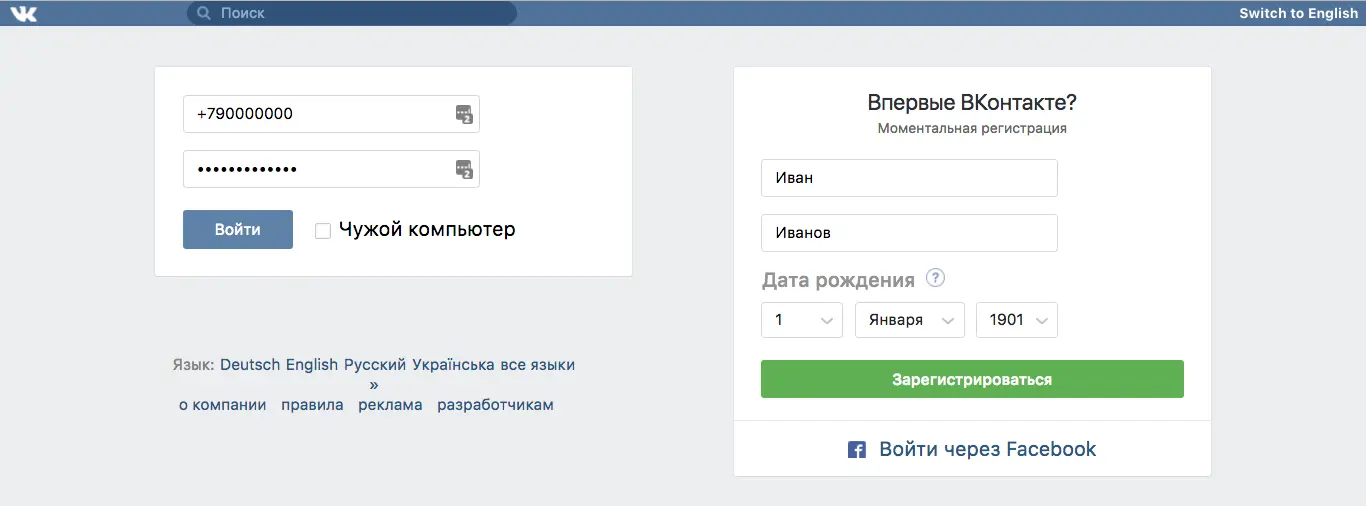 Поиск
Switch to English
+790000000
•••••••••••••
Войти
Чужой компьютер
Язык: Deutsch English Русский Українська все языки
»
о компании правила реклама разработчикам
Впервые ВКонтакте?
Моментальная регистрация
Иван
Иванов
Дата рождения ?
1 Января 1901
Зарегистрироваться
Войти через Facebook